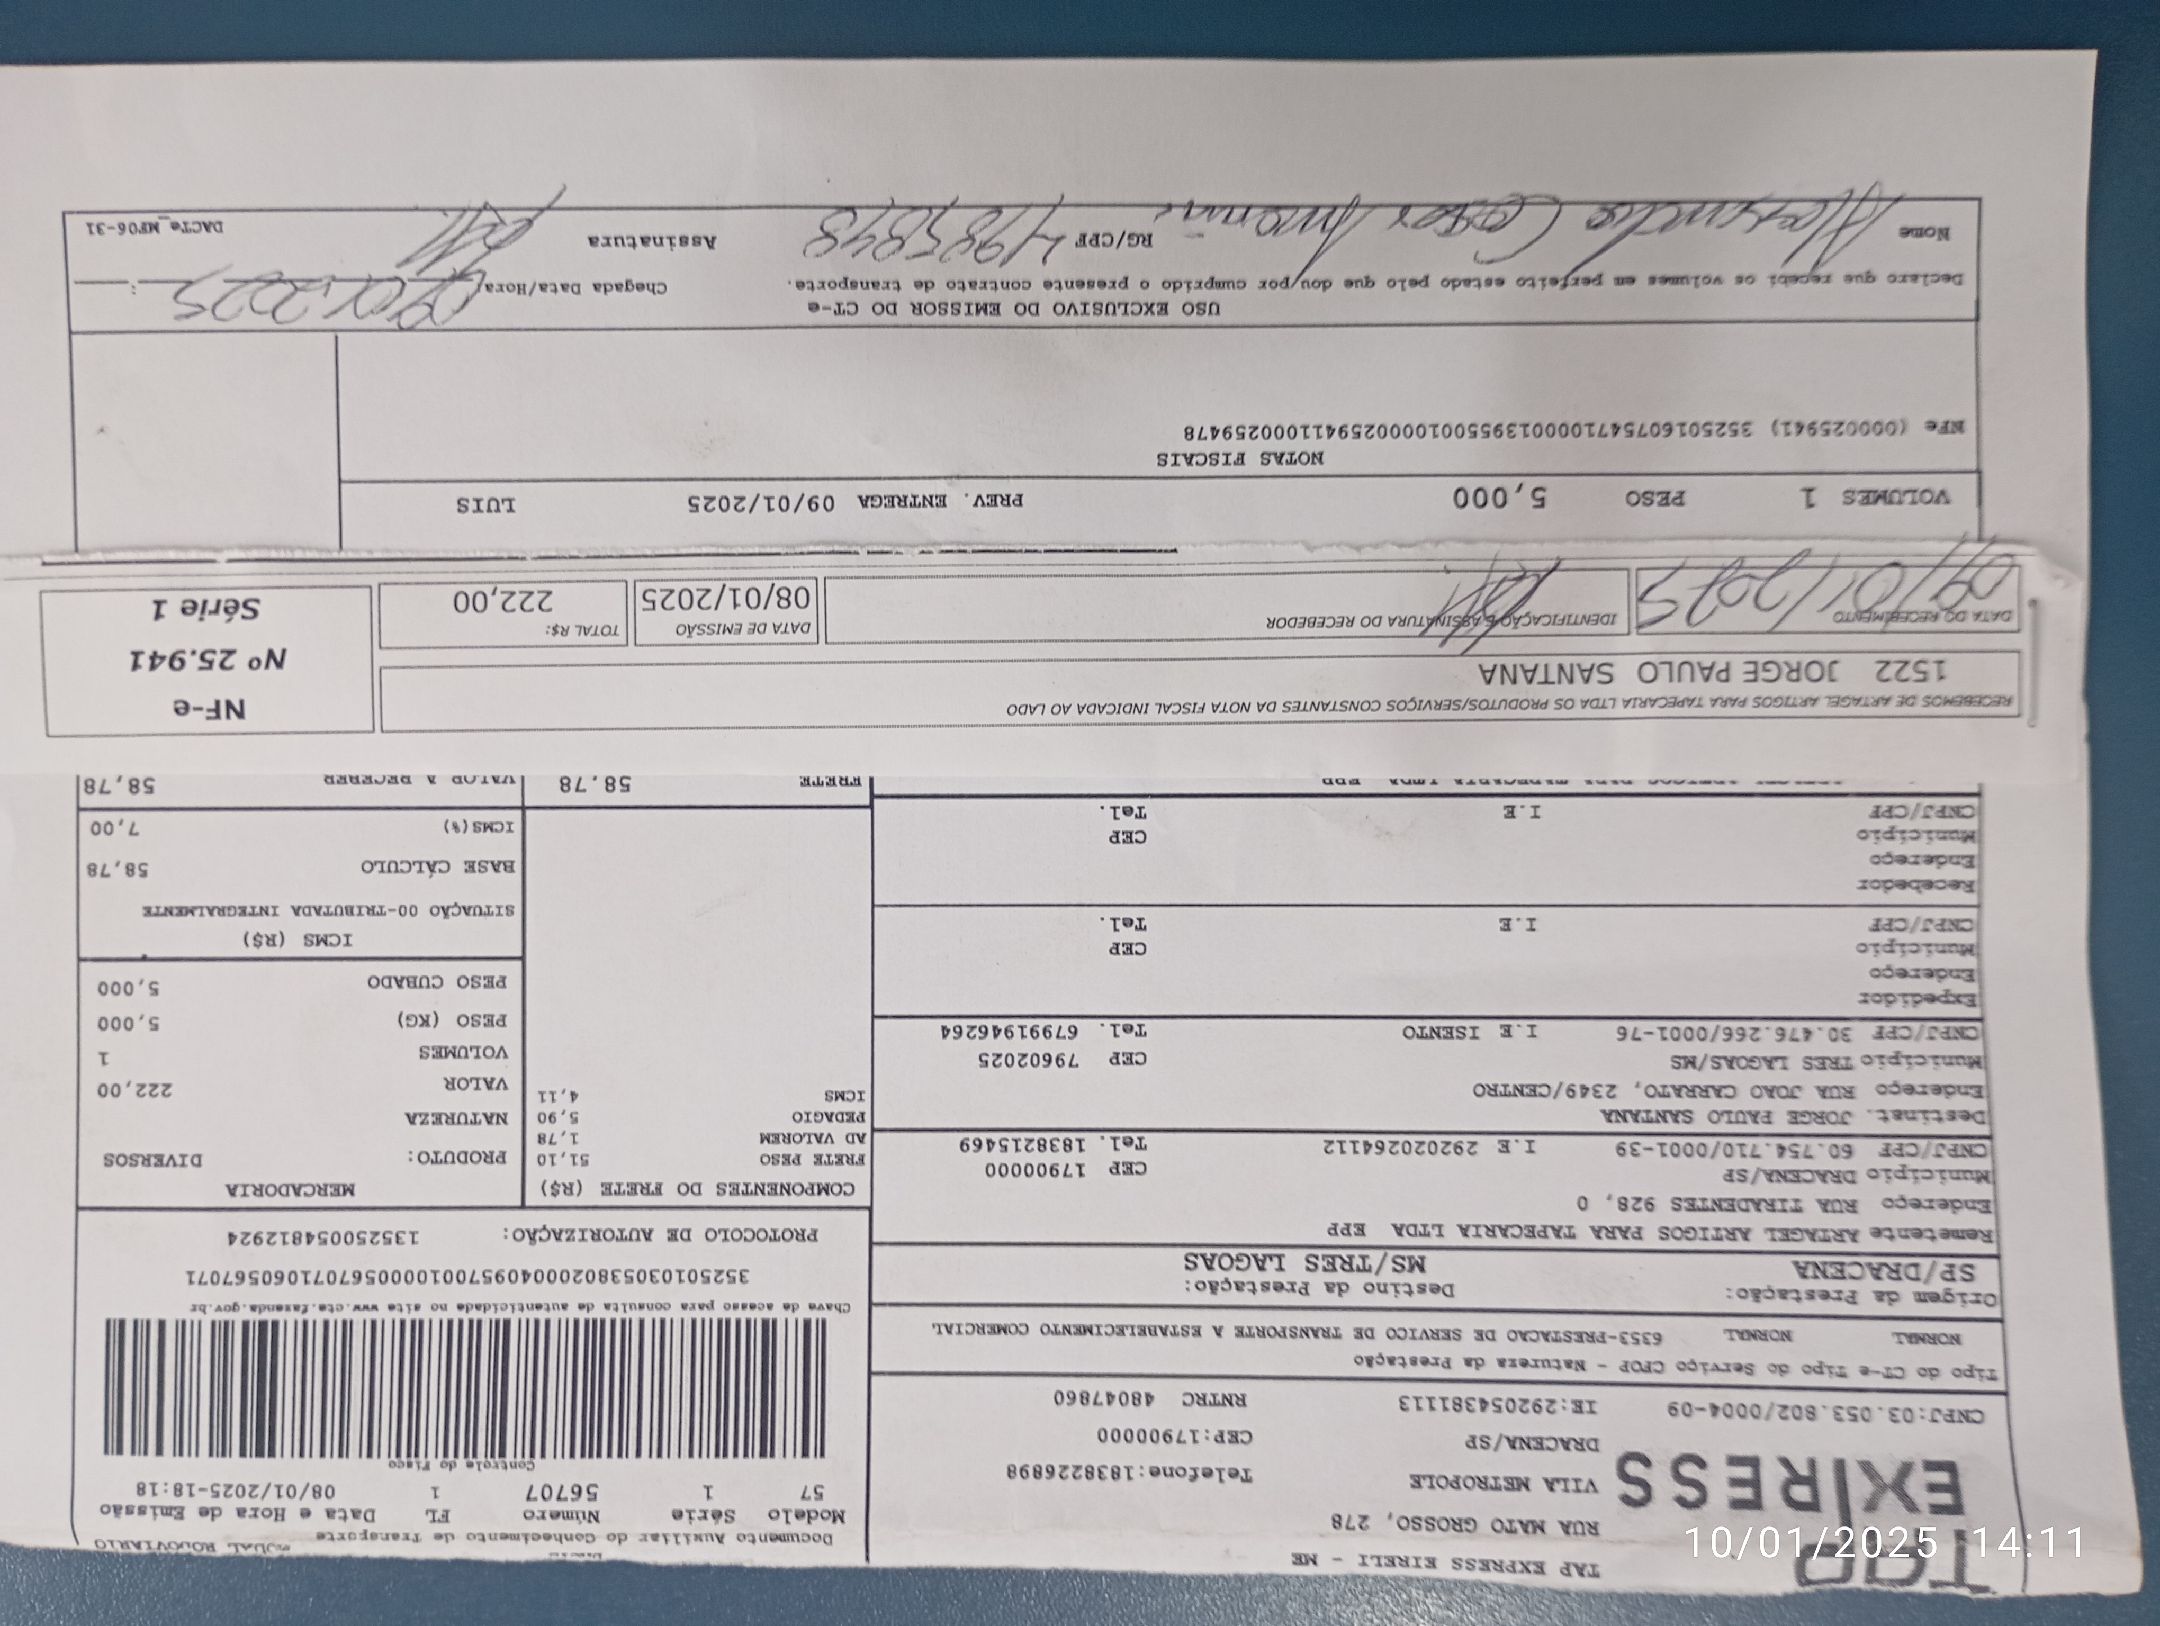 Documento Auxiliar do Conhecimento de Transporte
TAP EXPRESS EIRELI - ME
RUA MATO GROSSO, 278
VILA METROPOLE Telefone:1838226898
DRACENA/SP CEP:17900000
CNPJ:03.053.802/0004-09 IE:292054381113 RNTRC 48047860
TAP
EXPRESS
Modelo Série Número FL Data e Hora de Emissão
57 1 56707 1 08/01/2025-18:18
Controle do Fisco
Chave de acesso para consulta de autenticidade no site www.cte.fazenda.gov.br
PROTOCOLO DE AUTORIZAÇÃO: 135250054812924
Tipo do CT-e Tipo do Serviço CFOP - Natureza da Prestação
NORMAL NORMAL 6353-PRESTACAO DE SERVICO DE TRANSPORTE A ESTABELECIMENTO COMERCIAL
Origem da Prestação: Destino da Prestação:
SP/DRACENA MS/TRES LAGOAS
Remetente ARTAGEL ARTIGOS PARA TAPECARIA LTDA EPP
Endereço RUA TIRADENTES 928, 0
Município DRACENA/SP CEP 17900000
CNPJ/CPF 60.754.710/0001-39 I.E 292020264112 Tel. 1838215469
Destinat. JORGE PAULO SANTANA
Endereço RUA JOAO CARRATO, 2349/CENTRO
Município TRES LAGOAS/MS CEP 79602025
CNPJ/CPF 30.476.266/0001-76 I.E ISENTO Tel. 67991946264
Expedidor
Endereço
Município CEP
CNPJ/CPF I.E Tel.
Recebedor
Endereço
Município CEP
CNPJ/CPF I.E Tel.
COMPONENTES DO FRETE (R$)
FRETE PESO 51,10
AD VALOREM 1,78
PEDAGIO 5,90
ICMS 4,11
FRETE 58,78
MERCADORIA
PRODUTO: DIVERSOS
NATUREZA
VALOR 222,00
VOLUMES 1
PESO (KG) 5,000
PESO CUBADO 5,000
ICMS (R$)
SITUAÇÃO 00-TRIBUTADA INTEGRALMENTE
BASE CÁLCULO 58,78
ICMS(%) 7,00
VALOR A RECEBER 58,78
RECEBEMOS DE ARTAGEL ARTIGOS PARA TAPECARIA LTDA OS PRODUTOS/SERVIÇOS CONSTANTES DA NOTA FISCAL INDICADA AO LADO
1522 JORGE PAULO SANTANA
DATA DO RECEBIMENTO
09/01/2025
IDENTIFICAÇÃO E ASSINATURA DO RECEBEDOR
DATA DE EMISSÃO
08/01/2025
TOTAL R$:
222,00
NF-e
Nº 25.941
Série 1
VOLUMES 1 PESO 5,000 PREV. ENTREGA 09/01/2025 LUIS
NOTAS FISCAIS
NFe (000025941) 35250160754710000139550010000259411000259478
USO EXCLUSIVO DO EMISSOR DO CT-e
Declaro que recebi os volumes em perfeito estado pelo que dou por cumprido o presente contrato de transporte.
Chegada Data/Hora
Nome RG/CPF Assinatura
DACTe_MF06-31
10/01/2025 14:11